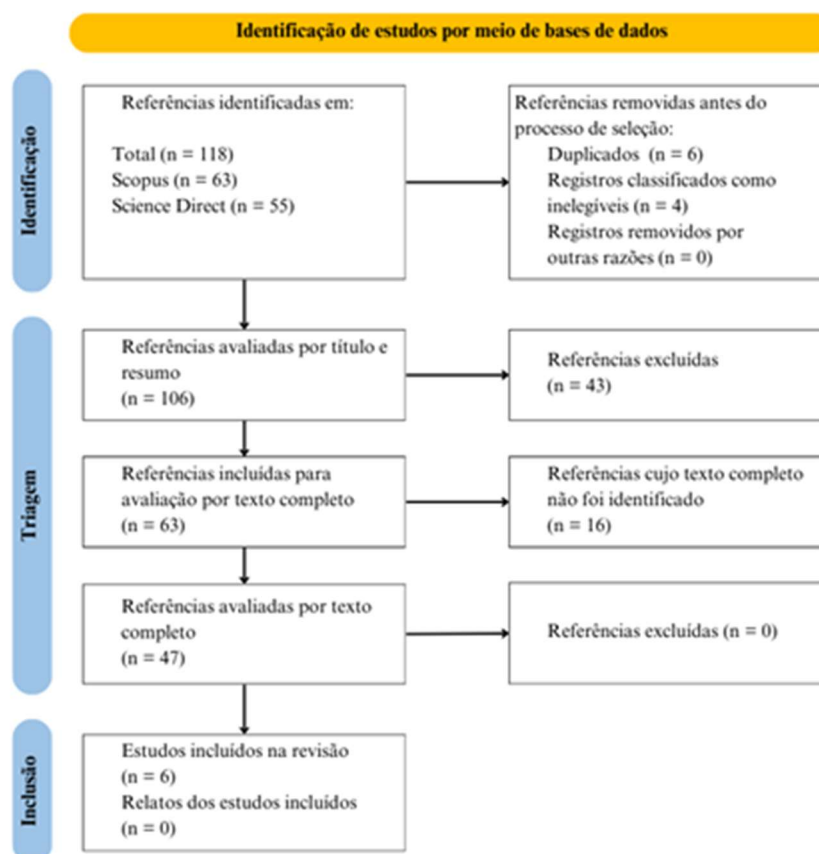 Identificação de estudos por meio de bases de dados
Identificação
Referências identificadas em:
Total (n = 118)
Scopus (n = 63)
Science Direct (n = 55)
Referências removidas antes do
processo de seleção:
Duplicados (n = 6)
Registros classificados como
inelegíveis (n = 4)
Registros removidos por
outras razões (n = 0)
Triagem
Referências avaliadas por título e
resumo
(n = 106)
Referências excluídas
(n = 43)
Referências incluídas para
avaliação por texto completo
(n = 63)
Referências cujo texto completo
não foi identificado
(n = 16)
Referências avaliadas por texto
completo
(n = 47)
Referências excluídas (n = 0)
Inclusão
Estudos incluídos na revisão
(n = 6)
Relatos dos estudos incluídos
(n = 0)